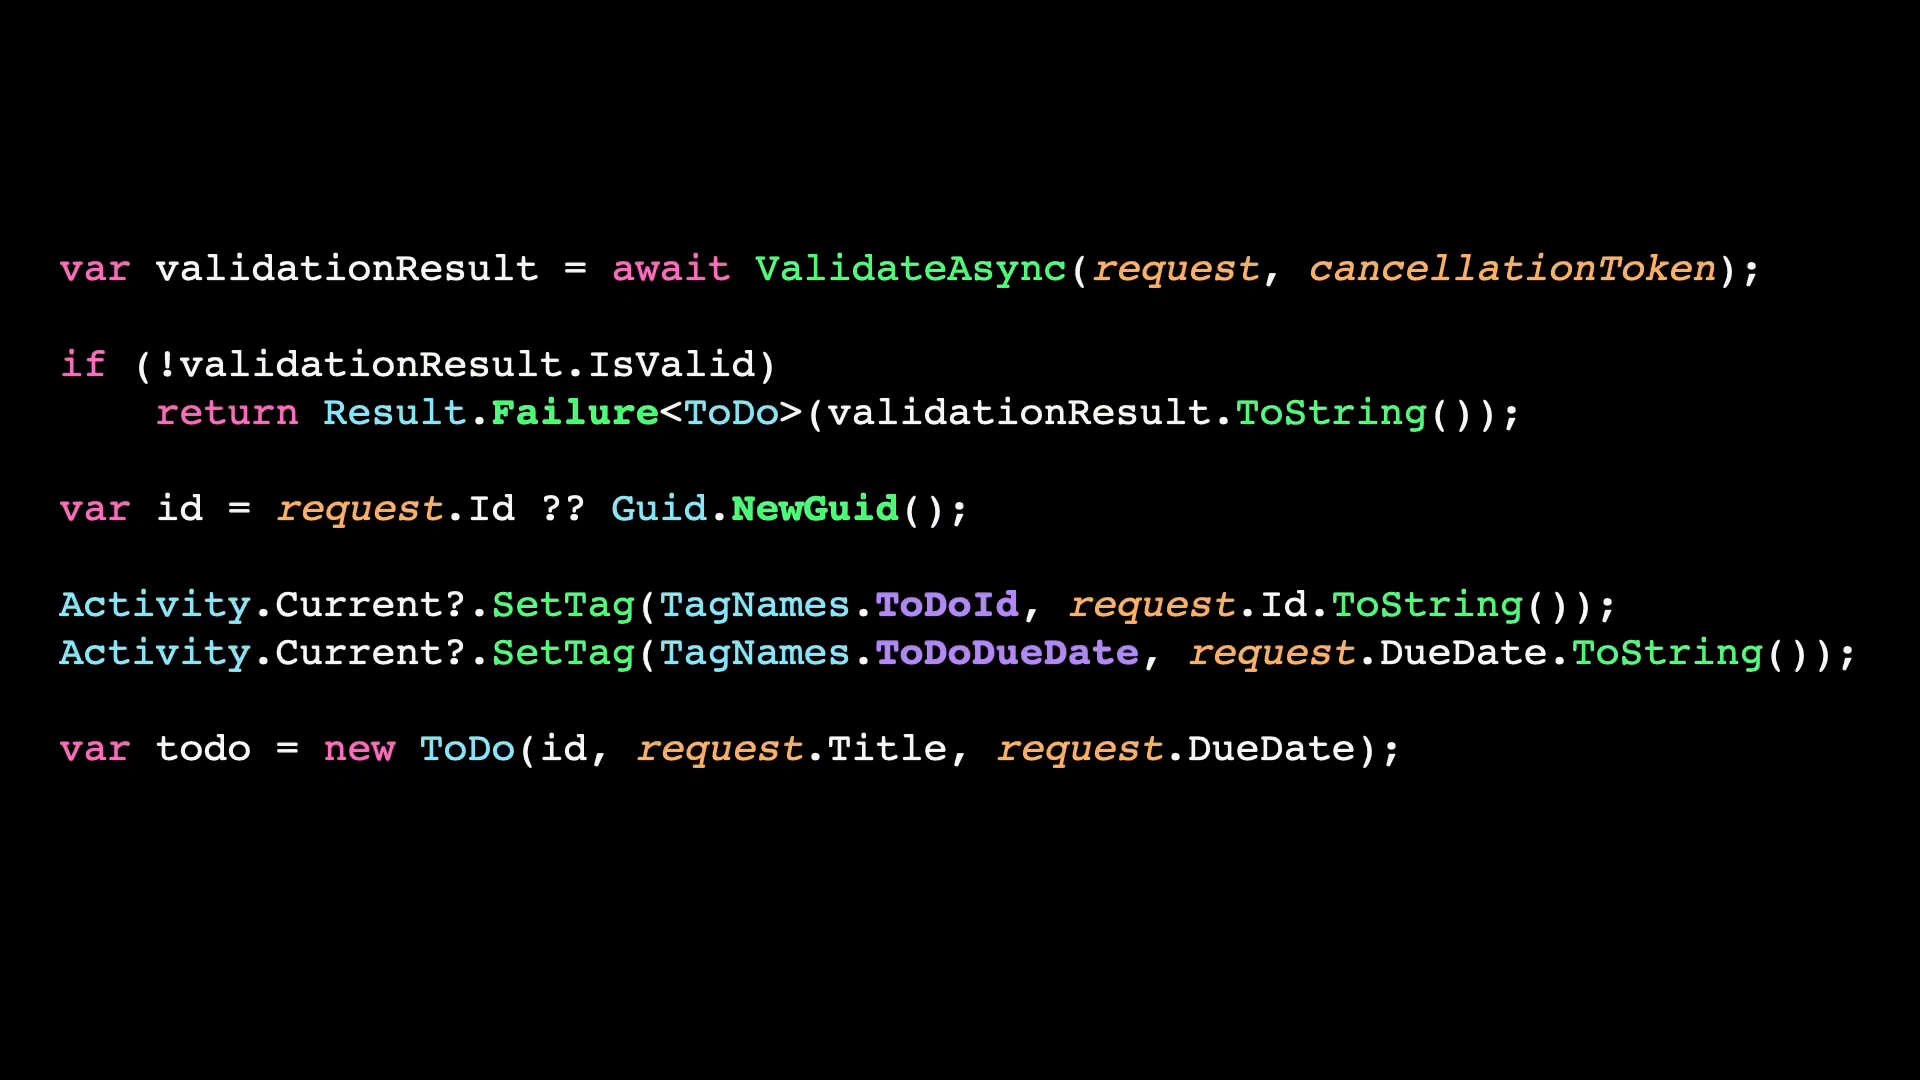 var validationResult = await ValidateAsync(request, cancellationToken);
if (!validationResult.IsValid)
    return Result.Failure<ToDo>(validationResult.ToString());
var id = request.Id ?? Guid.NewGuid();
Activity.Current?.SetTag(TagNames.ToDoId, request.Id.ToString());
Activity.Current?.SetTag(TagNames.ToDoDueDate, request.DueDate.ToString());
var todo = new ToDo(id, request.Title, request.DueDate);